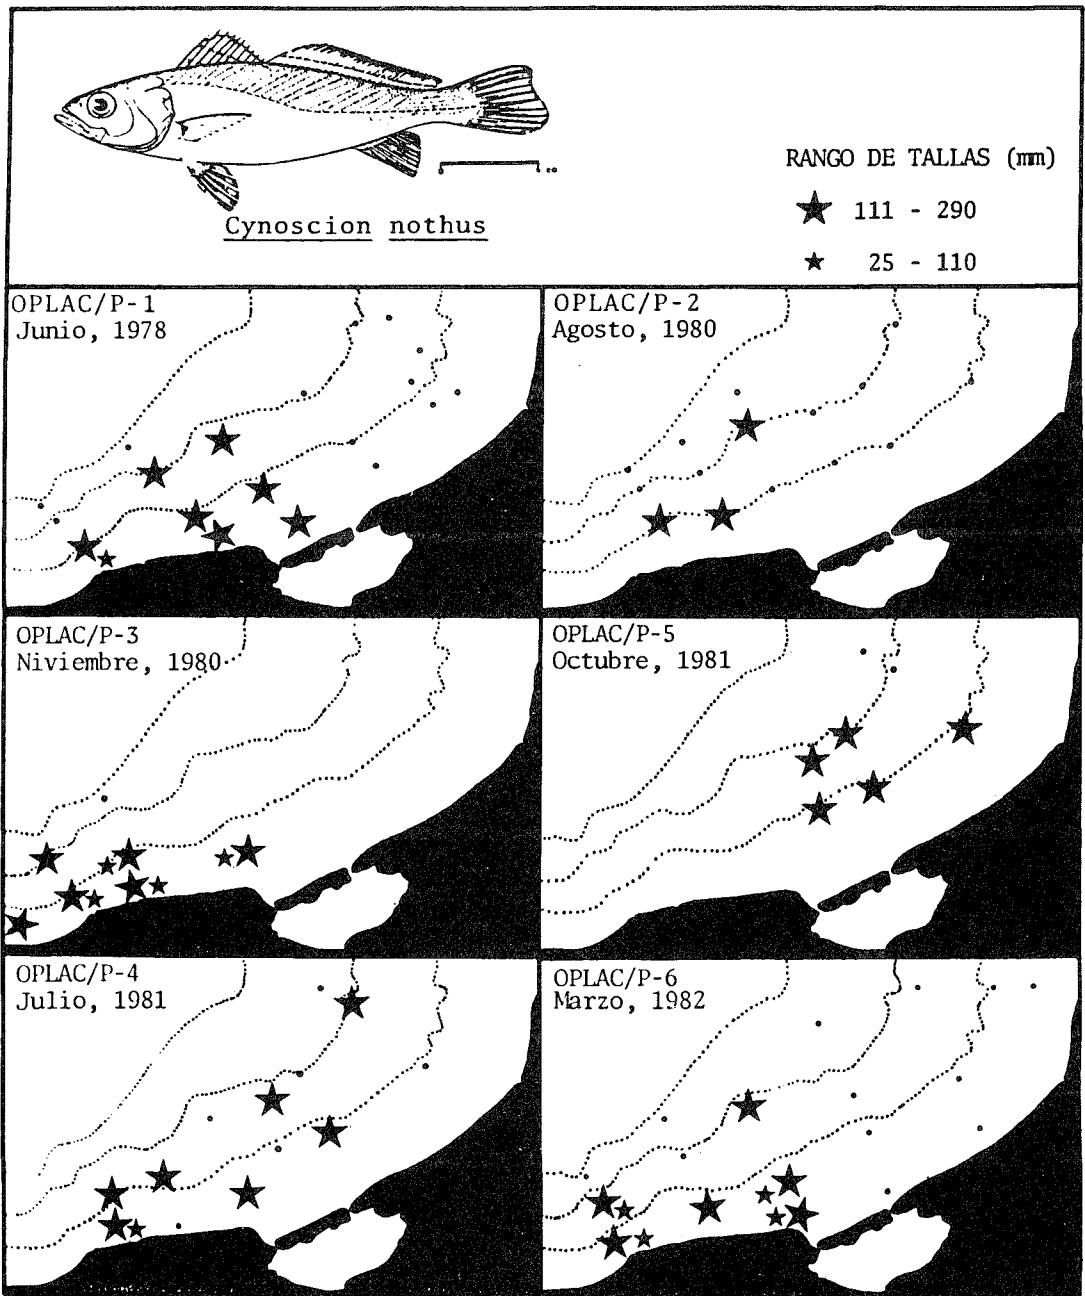 Cynoscion nothus
RANGO DE TALLAS (mm)
111 - 290
25 - 110
OPLAC/P-1
Junio, 1978
OPLAC/P-2
Agosto, 1980
OPLAC/P-3
Niviembre, 1980
OPLAC/P-5
Octubre, 1981
OPLAC/P-4
Julio, 1981
OPLAC/P-6
Marzo, 1982